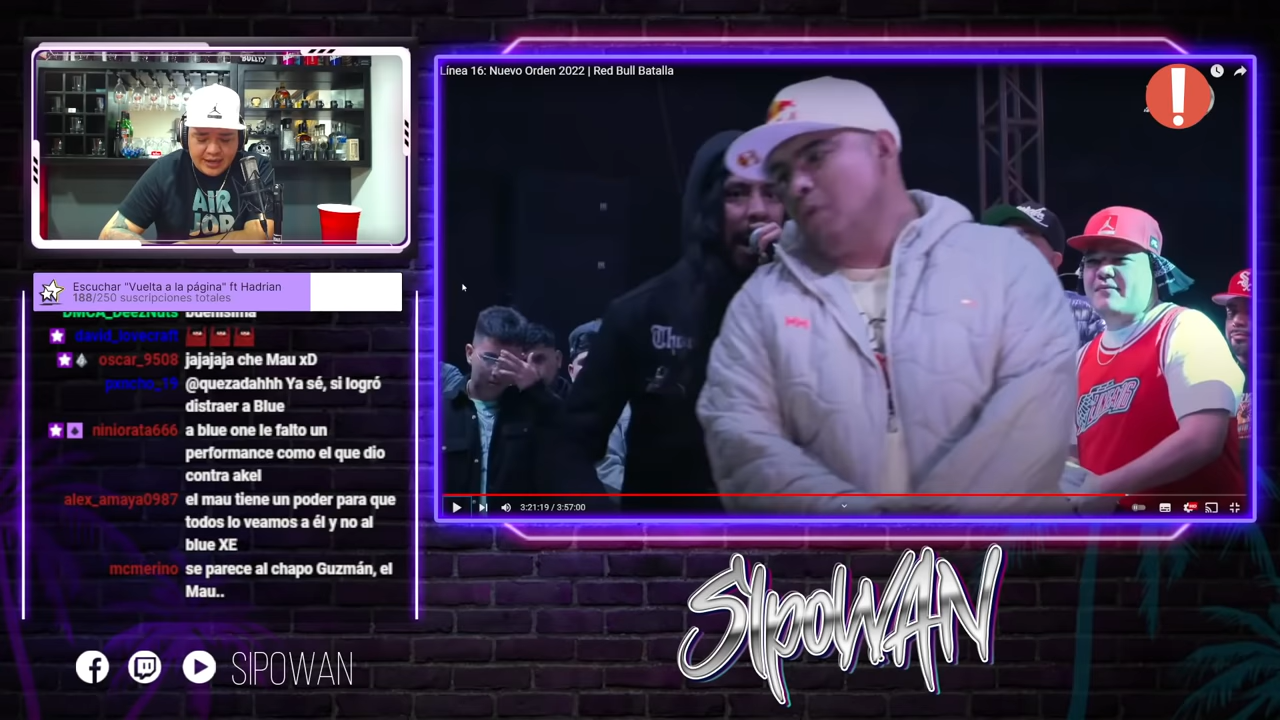 BULLY
AIR
JOR
Escuchar "Vuelta a la página" ft Hadrian
188/250 suscripciones totales
DMCA_DeezNuts buenisima
david_lovecraft
oscar_9508 jajajaja che Mau xD
pancho_19 @quezadahhh Ya sé, si logró
distraer a Blue
niniorata666 a blue one le falto un
performance como el que dio
contra akel
alex_amaya0987 el mau tiene un poder para que
todos lo veamos a él y no al
blue XE
mcmerino se parece al chapo Guzmán, el
Mau..
SIPOWAN
Línea 16: Nuevo Orden 2022 | Red Bull Batalla
!
3:21:19 / 3:57:00
SIPOWAN